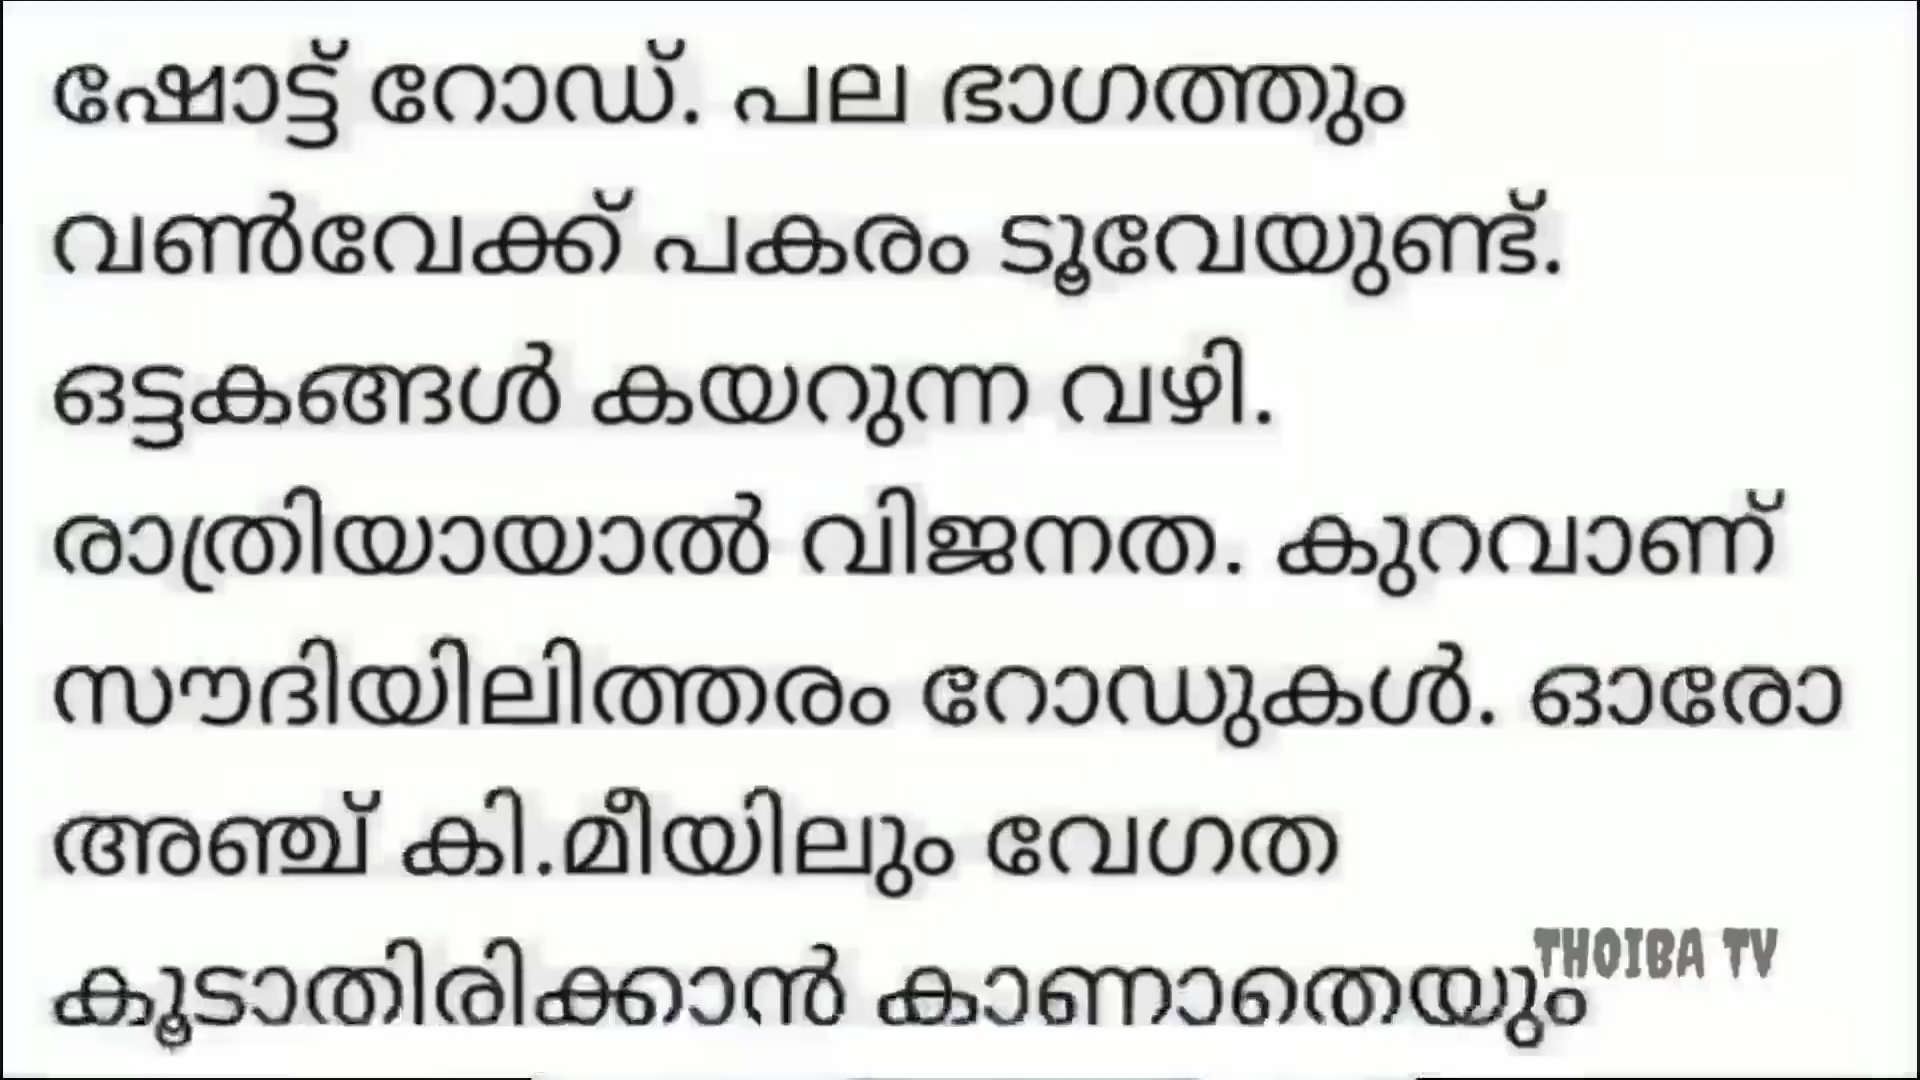 ഷോട്ട് റോഡ്. പല ഭാഗത്തും
വൺവേക്ക് പകരം ടൂവേയുണ്ട്.
ഒട്ടകങ്ങൾ കയറുന്ന വഴി.
രാത്രിയായാൽ വിജനത. കുറവാണ്
സൗദിയിലിത്തരം റോഡുകൾ. ഓരോ
അഞ്ച് കി.മീയിലും വേഗത
കൂടാതിരിക്കാൻ കാണാതെയും
THOIBA TV